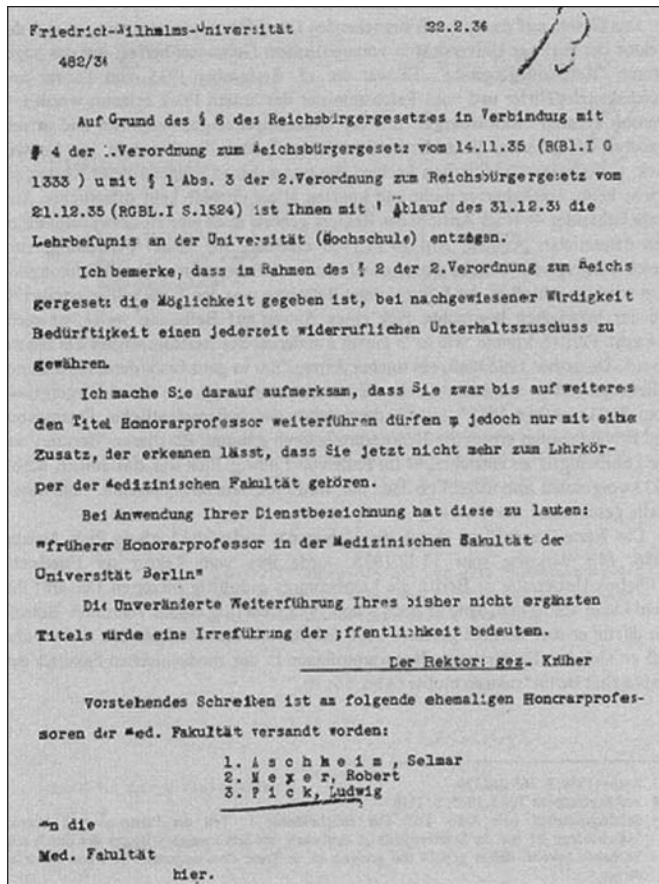 Friedrich-Wilhelms-Universität 22.2.36
482/36
Auf Grund des § 6 des Reichsbürgergesetzes in Verbindung mit
§ 4 der 1.Verordnung zum Reichsbürgergesetz vom 14.11.35 (RGBl.I S
1333 ) u mit § 1 Abs. 3 der 2.Verordnung zum Reichsbürgergesetz vom
21.12.35 (RGBL.I S.1524) ist Ihnen mit Ablauf des 31.12.35 die
Lehrbefugnis an der Universität (Hochschule) entzogen.
Ich bemerke, dass im Rahmen des § 2 der 2.Verordnung zum Reichs
gergesetz die Möglichkeit gegeben ist, bei nachgewiesener Würdigkeit
Bedürftigkeit einen jederzeit widerruflichen Unterhaltszuschuss zu
gewähren.
Ich mache Sie darauf aufmerksam, dass Sie zwar bis auf weiteres
den Titel Honorarprofessor weiterführen dürfen, jedoch nur mit einem
Zusatz, der erkennen lässt, dass Sie jetzt nicht mehr zum Lehrkör-
per der Medizinischen Fakultät gehören.
Bei Anwendung Ihrer Dienstbezeichnung hat diese zu lauten:
"früherer Honorarprofessor in der Medizinischen Fakultät der
Universität Berlin"
Die Unveränierte Weiterführung Ihres bisher nicht ergänzten
Titels würde eine Irreführung der Öffentlichkeit bedeuten.
Der Rektor: gez. Krüher
Vorstehendes Schreiben ist an folgende ehemaligen Honorarprofes-
soren der Med. Fakultät versandt worden:
1. A s c h h e i m , Selmar
2. M e y e r, Robert
3. P i c k, Ludwig
An die
Med. Fakultät
hier.